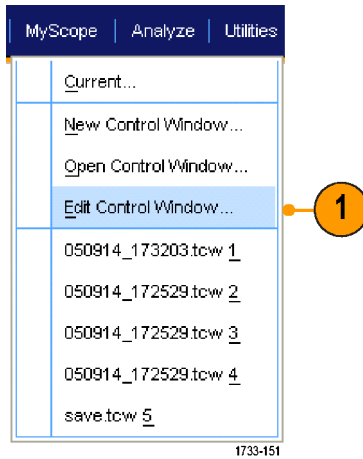 MyScope | Analyze | Utilities
Current...
New Control Window...
Open Control Window...
Edit Control Window...
1
050914_173203.tcw 1
050914_172529.tcw 2
050914_172529.tcw 3
050914_172529.tcw 4
save.tcw 5
1733-151